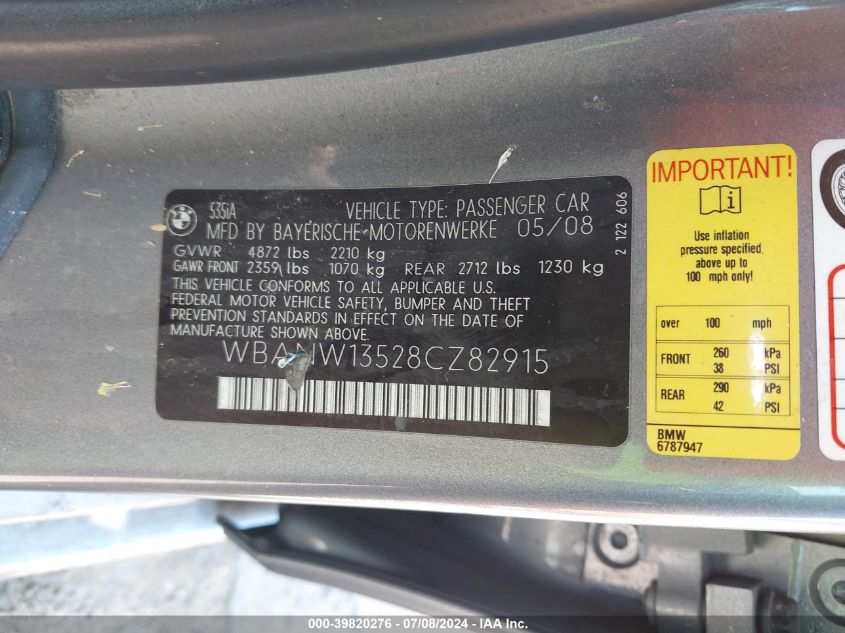 BMW
535iA VEHICLE TYPE: PASSENGER CAR
MFD BY BAYERISCHE MOTORENWERKE 05/08
GVWR 4872 lbs 2210 kg
GAWR FRONT 2359 lbs 1070 kg REAR 2712 lbs 1230 kg
THIS VEHICLE CONFORMS TO ALL APPLICABLE U.S.
FEDERAL MOTOR VEHICLE SAFETY, BUMPER AND THEFT
PREVENTION STANDARDS IN EFFECT ON THE DATE OF
MANUFACTURE SHOWN ABOVE.
WBANW13528CZ82915
2 122 606
IMPORTANT!
i
Use inflation
pressure specified
above up to
100 mph only!
over 100 mph
FRONT 260 kPa
38 PSI
REAR 290 kPa
42 PSI
BMW
6787947
000-39820276 - 07/08/2024 - IAA Inc.